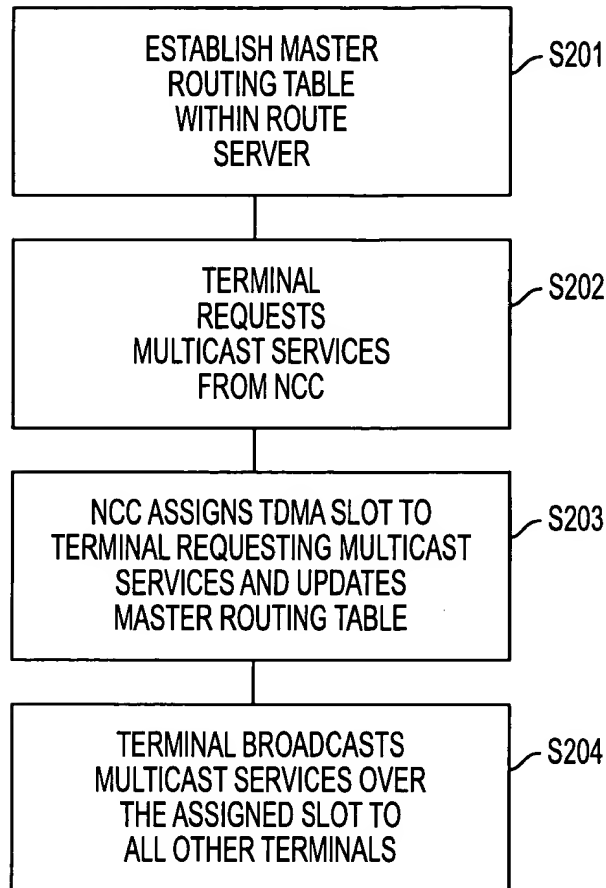 ESTABLISH MASTER
ROUTING TABLE
WITHIN ROUTE
SERVER
S201
TERMINAL
REQUESTS
MULTICAST SERVICES
FROM NCC
S202
NCC ASSIGNS TDMA SLOT TO
TERMINAL REQUESTING MULTICAST
SERVICES AND UPDATES
MASTER ROUTING TABLE
S203
TERMINAL BROADCASTS
MULTICAST SERVICES OVER
THE ASSIGNED SLOT TO
ALL OTHER TERMINALS
S204